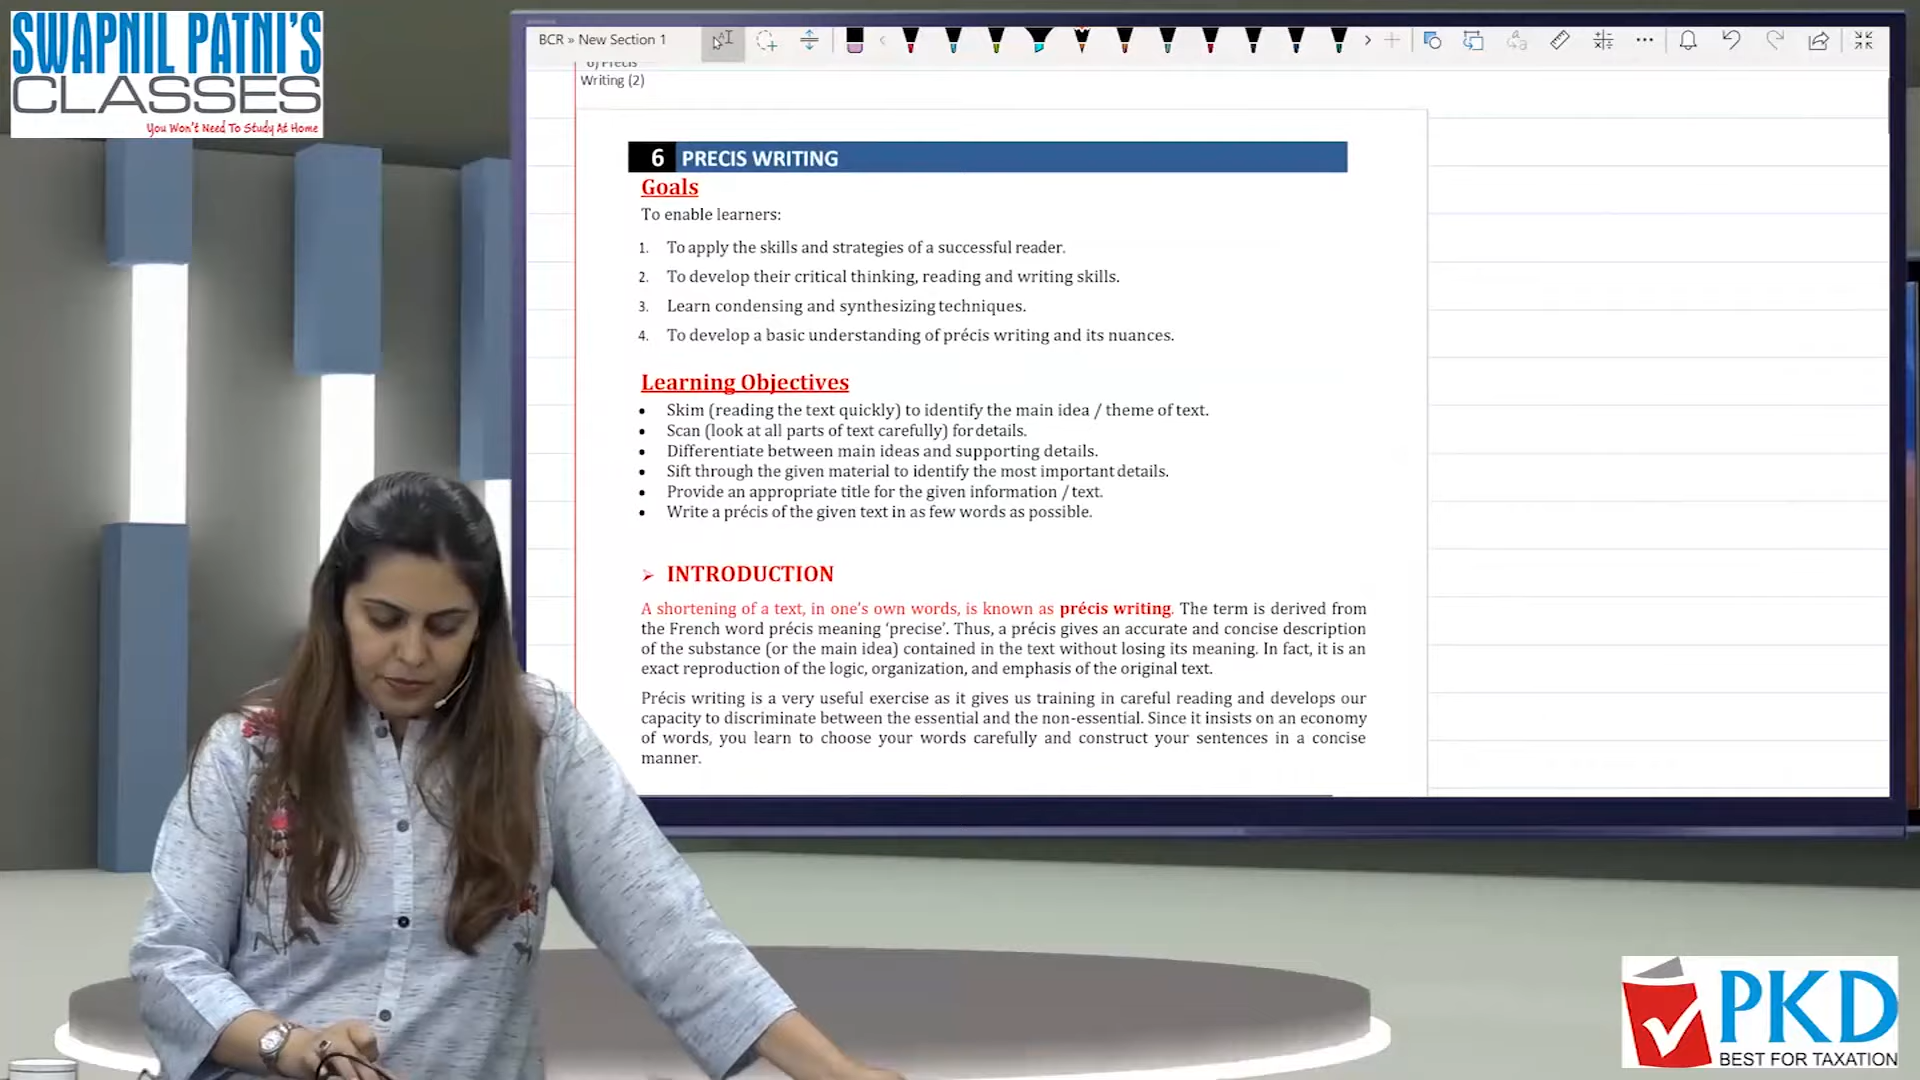 SWAPNIL PATNI'S
CLASSES
You Won't Need To Study At Home
BCR » New Section 1
6) Precis
Writing (2)
6 PRECIS WRITING
Goals
To enable learners:
1. To apply the skills and strategies of a successful reader.
2. To develop their critical thinking, reading and writing skills.
3. Learn condensing and synthesizing techniques.
4. To develop a basic understanding of précis writing and its nuances.
Learning Objectives
• Skim (reading the text quickly) to identify the main idea / theme of text.
• Scan (look at all parts of text carefully) for details.
• Differentiate between main ideas and supporting details.
• Sift through the given material to identify the most important details.
• Provide an appropriate title for the given information / text.
• Write a précis of the given text in as few words as possible.
➢ INTRODUCTION
A shortening of a text, in one's own words, is known as précis writing. The term is derived from
the French word précis meaning 'precise'. Thus, a précis gives an accurate and concise description
of the substance (or the main idea) contained in the text without losing its meaning. In fact, it is an
exact reproduction of the logic, organization, and emphasis of the original text.
Précis writing is a very useful exercise as it gives us training in careful reading and develops our
capacity to discriminate between the essential and the non-essential. Since it insists on an economy
of words, you learn to choose your words carefully and construct your sentences in a concise
manner.
PKD
BEST FOR TAXATION